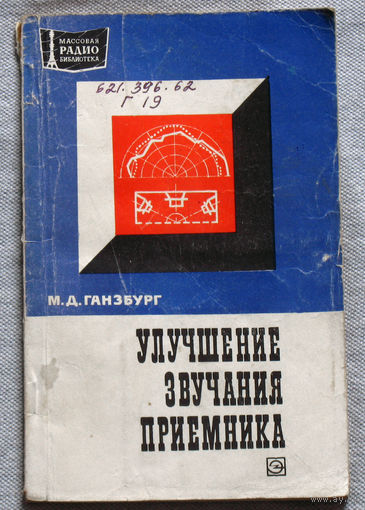 МАССОВАЯ
РАДИО
БИБЛИОТЕКА
621.396.62
Г 19
М.Д.ГАНЗБУРГ
УЛУЧШЕНИЕ
ЗВУЧАНИЯ
ПРИЕМНИКА